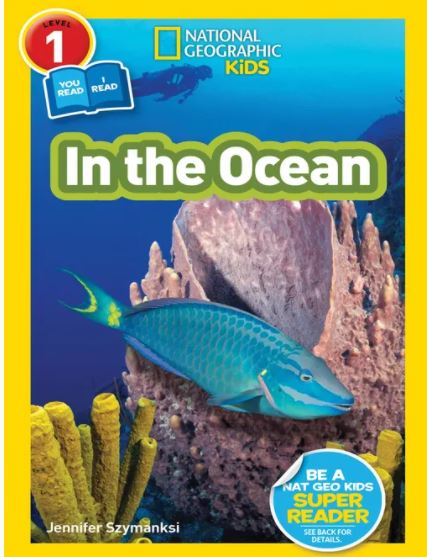 LEVEL
1
YOU READ
I READ
NATIONAL
GEOGRAPHIC
KiDS
In the Ocean
BE A
NAT GEO KIDS
SUPER
READER
SEE BACK FOR
DETAILS.
Jennifer Szymanksi